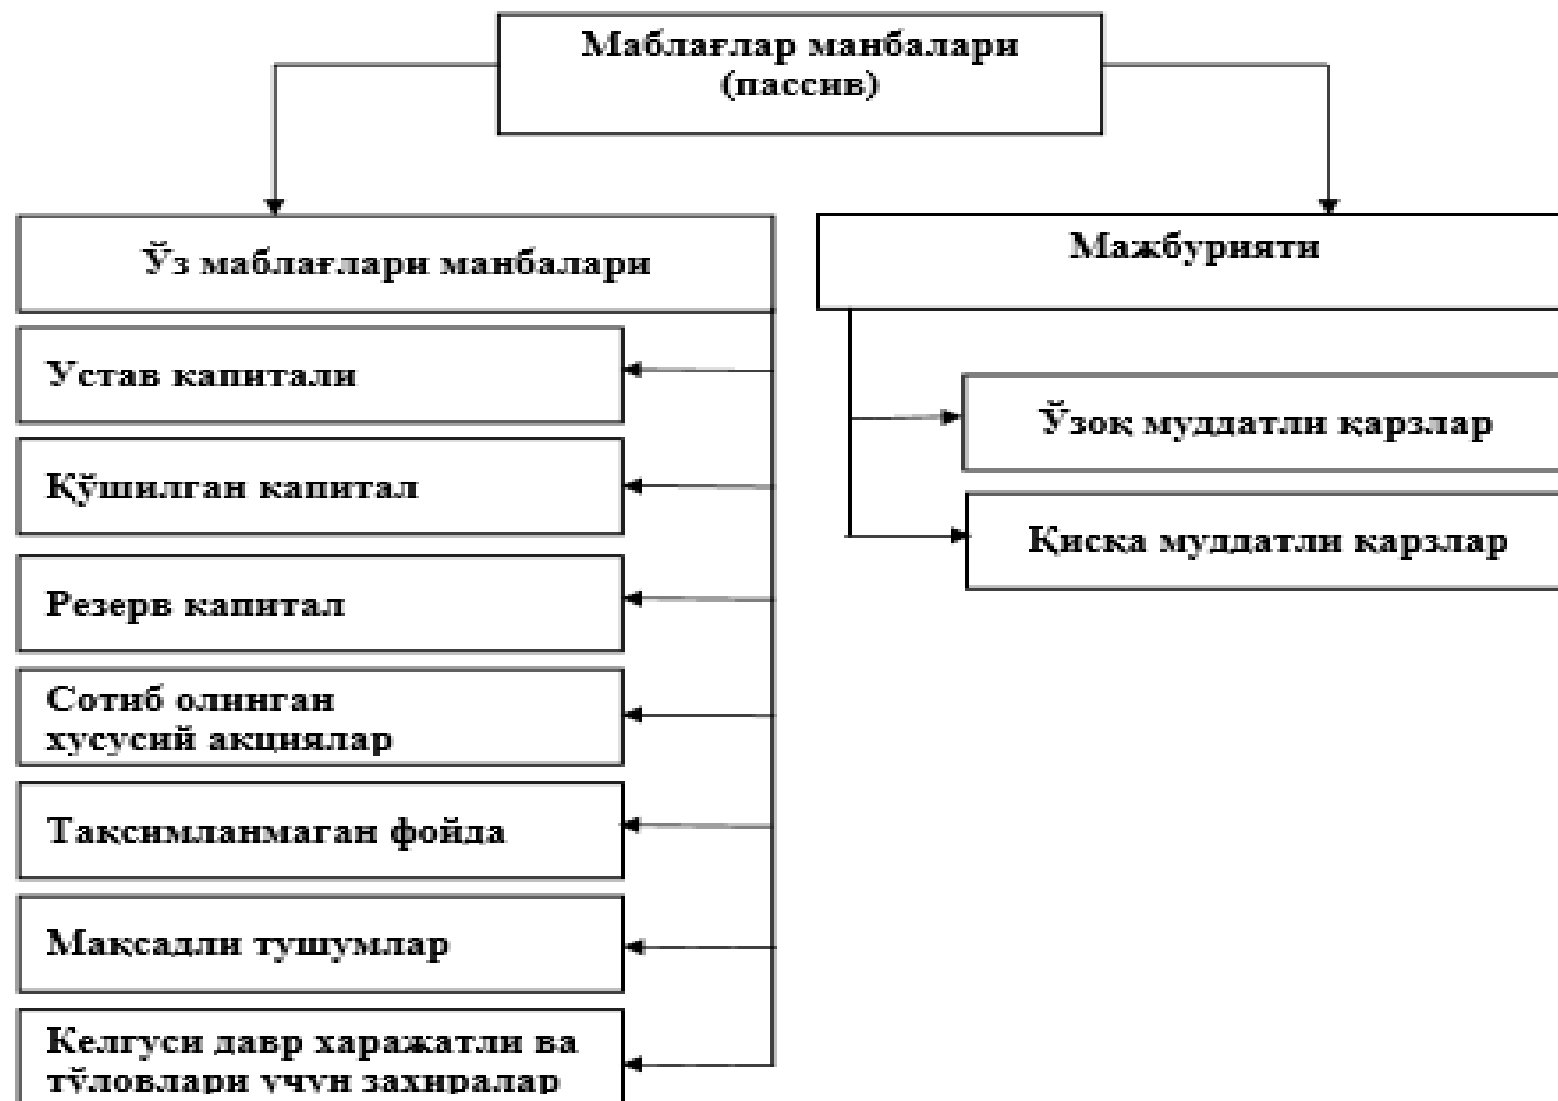 Маблағлар манбалари
(пассив)
Ўз маблағлари манбалари
Устав капитали
Қўшилган капитал
Резерв капитал
Сотиб олинган
хусусий акциялар
Тақсимланмаган фойда
Мақсадли тушумлар
Келгуси давр харажатли ва
тўловлари учун захиралар
Мажбурияти
Ўзоқ муддатли қарзлар
Қисқа муддатли қарзлар